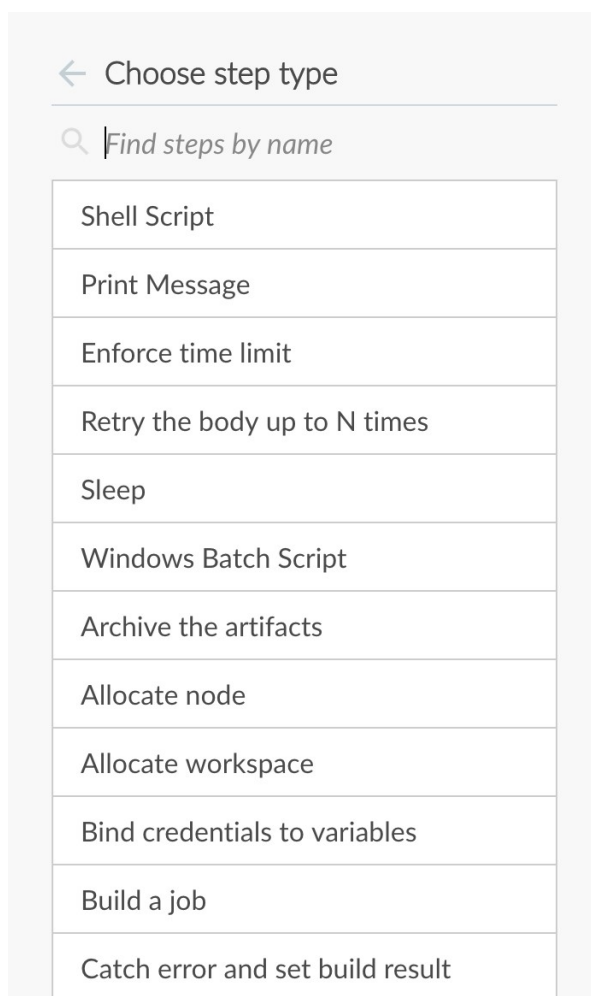 Choose step type
Find steps by name
Shell Script
Print Message
Enforce time limit
Retry the body up to N times
Sleep
Windows Batch Script
Archive the artifacts
Allocate node
Allocate workspace
Bind credentials to variables
Build a job
Catch error and set build result